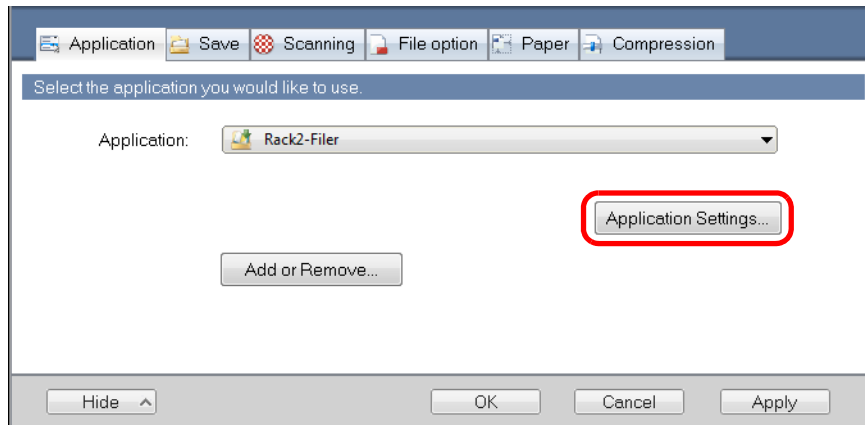 Application Save Scanning File option Paper Compression
Select the application you would like to use.
Application: Rack2-Filer
Application Settings...
Add or Remove...
Hide OK Cancel Apply